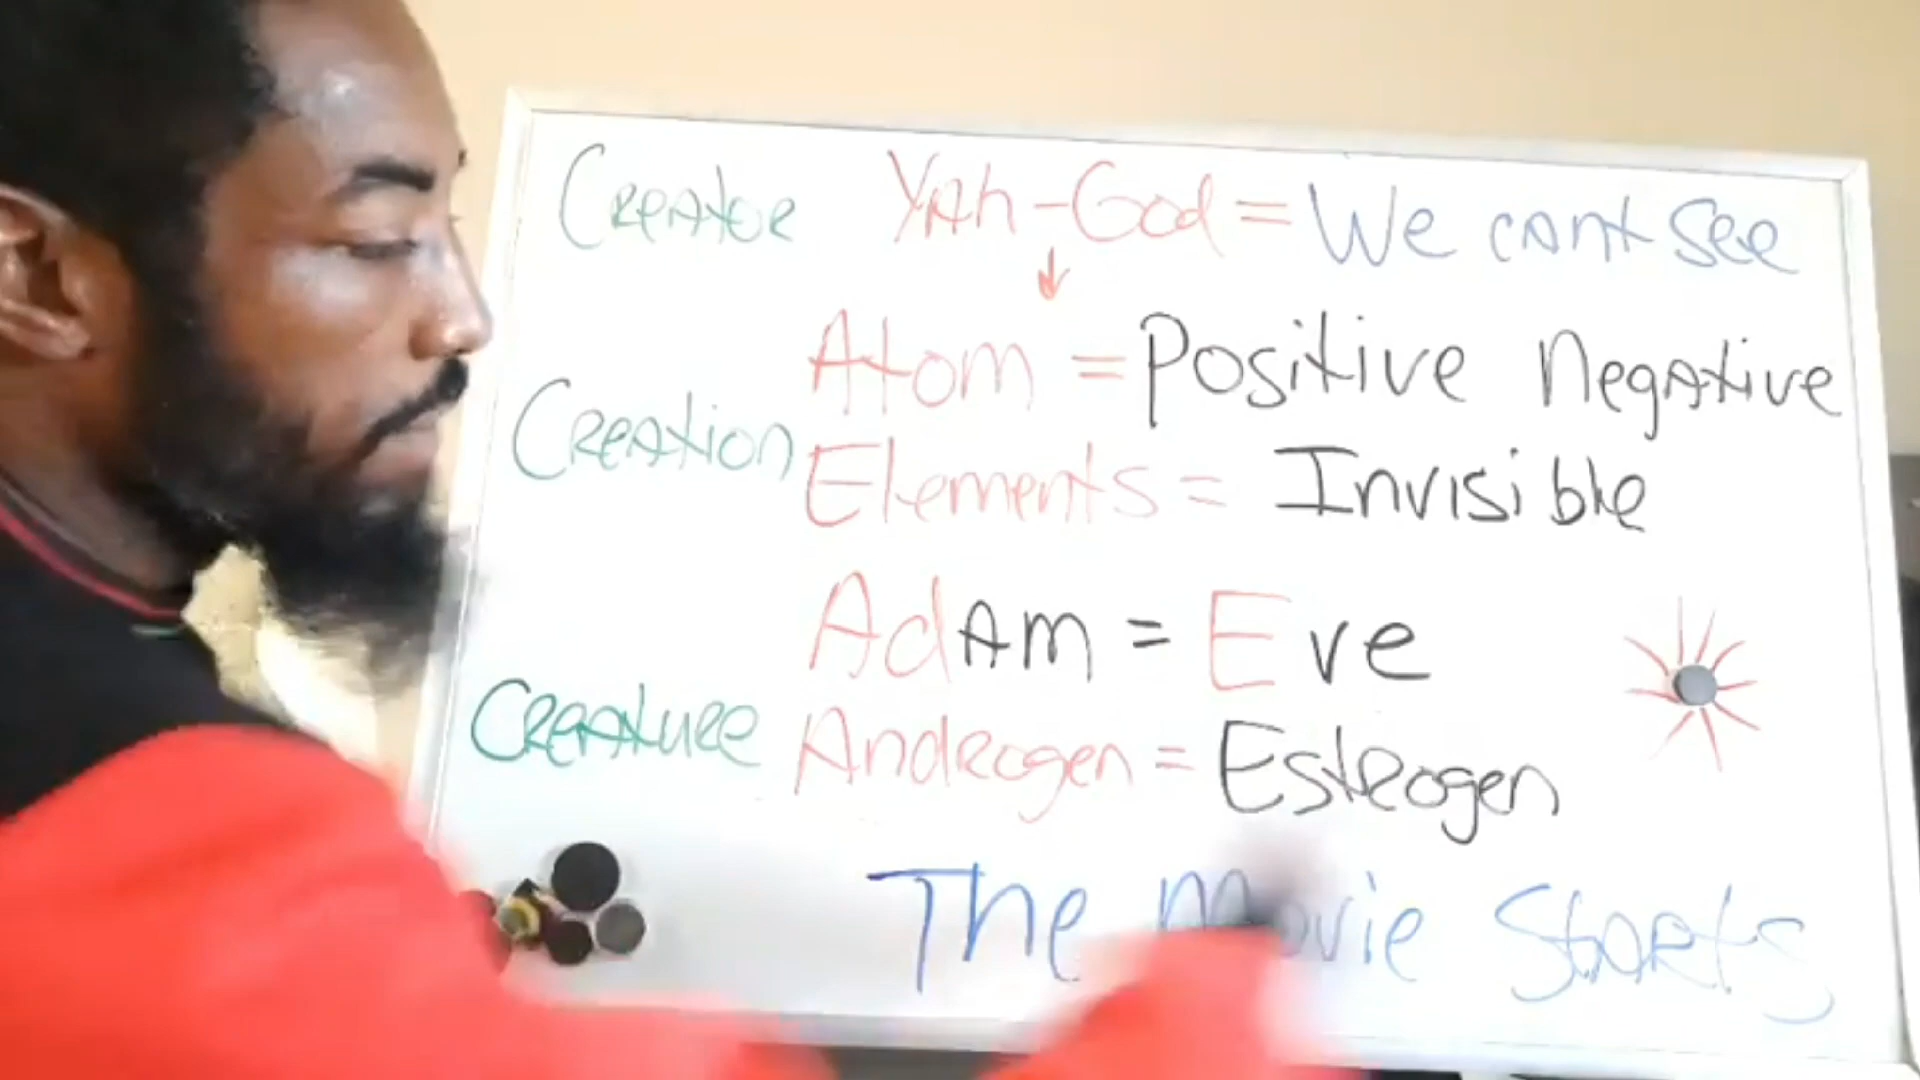 Creator Yah-God = We cant See
Atom = Positive Negative
Creation
Elements = Invisible
Adam = Eve
Creature Androgen = Estrogen
The Movie Starts